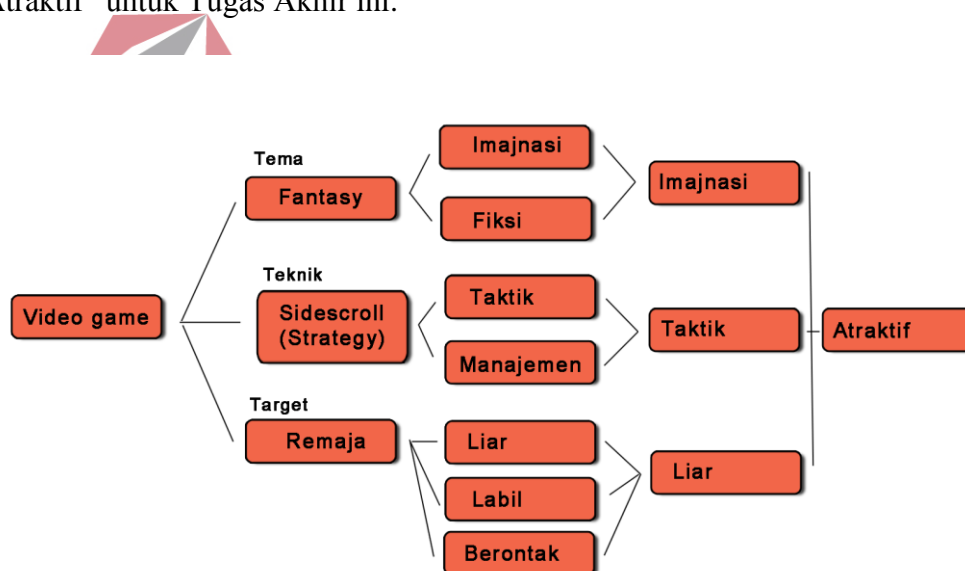 Atraktif" untuk Tugas Akhir ini.
Imajnasi
Tema
Fantasy
Imajnasi
Fiksi
Teknik
Taktik
Video game
Sidescroll
(Strategy)
Taktik
Atraktif
Manajemen
Target
Remaja
Liar
Liar
Labil
Berontak